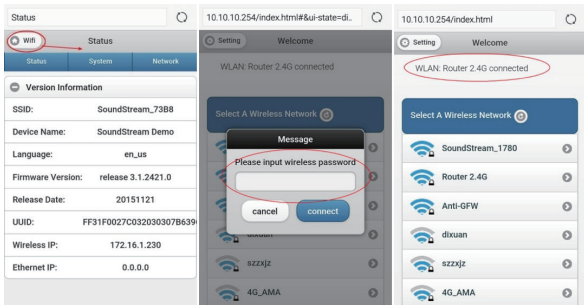 Status
Wifi
Status
Status System Network
Version Information
SSID: SoundStream_73B8
Device Name: SoundStream Demo
Language: en_us
Firmware Version: release 3.1.2421.0
Release Date: 20151121
UUID: FF31F0027C032030307B639
Wireless IP: 172.16.1.230
Ethernet IP: 0.0.0.0
10.10.10.254/index.html#&ui-state=di..
Setting Welcome
WLAN: Router 2.4G connected
Select A Wireless Network
Message
Please input wireless password
cancel connect
dixuan
szzxjz
4G_AMA
10.10.10.254/index.html
Setting Welcome
WLAN: Router 2.4G connected
Select A Wireless Network
SoundStream_1780
Router 2.4G
Anti-GFW
dixuan
szzxjz
4G_AMA